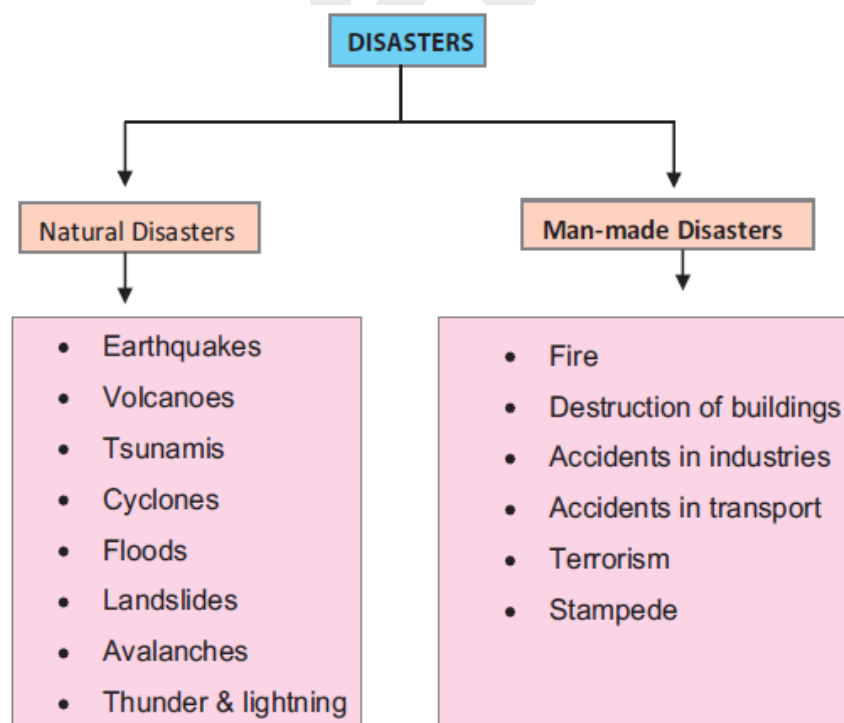 DISASTERS
Natural Disasters
Man-made Disasters
• Earthquakes
• Volcanoes
• Tsunamis
• Cyclones
• Floods
• Landslides
• Avalanches
• Thunder & lightning
• Fire
• Destruction of buildings
• Accidents in industries
• Accidents in transport
• Terrorism
• Stampede